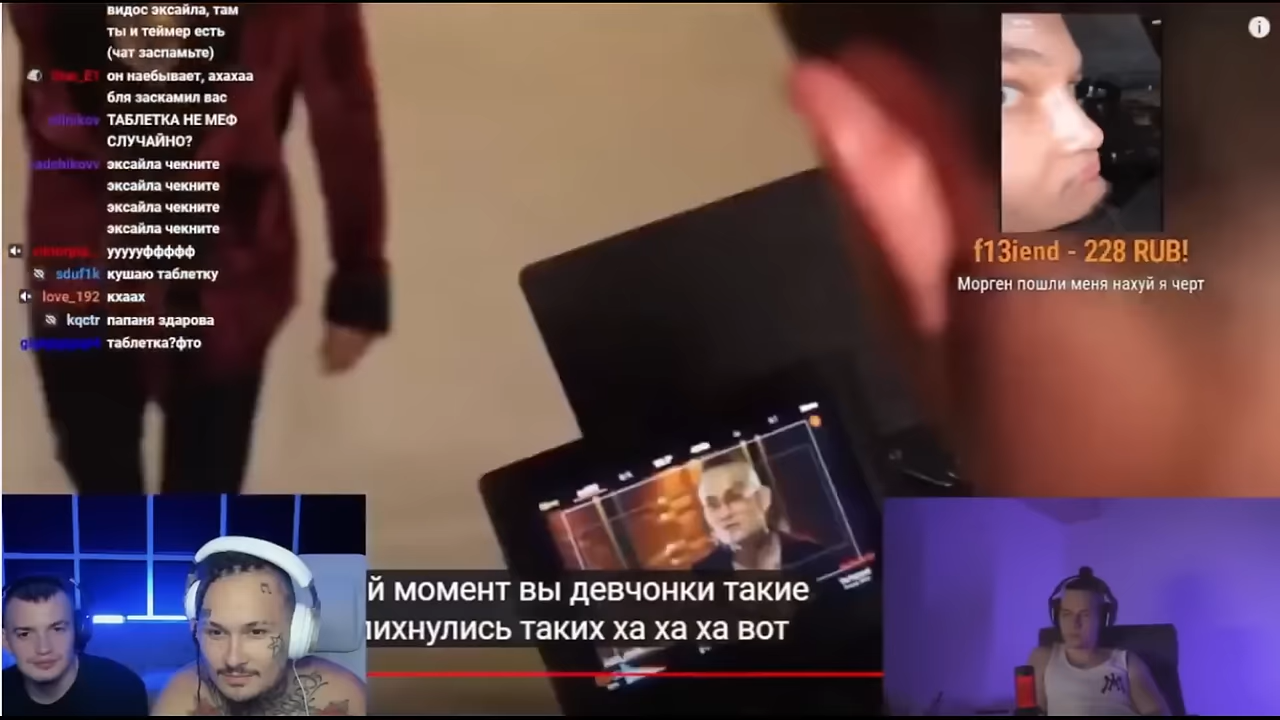 видос эксайла, там
ты и теймер есть
(чат заспамьте)
он наебывает, ахахаа
бля заскамил вас
ТАБЛЕТКА НЕ МЕФ
СЛУЧАЙНО?
эксайла чекните
эксайла чекните
эксайла чекните
эксайла чекните
ууууффффф
sduf1k кушаю таблетку
love_192 кхаах
kqctr папаня здарова
таблетка?фто
f13iend - 228 RUB!
Морген пошли меня нахуй я черт
й момент вы девчонки такие
лихнулись таких ха ха ха вот